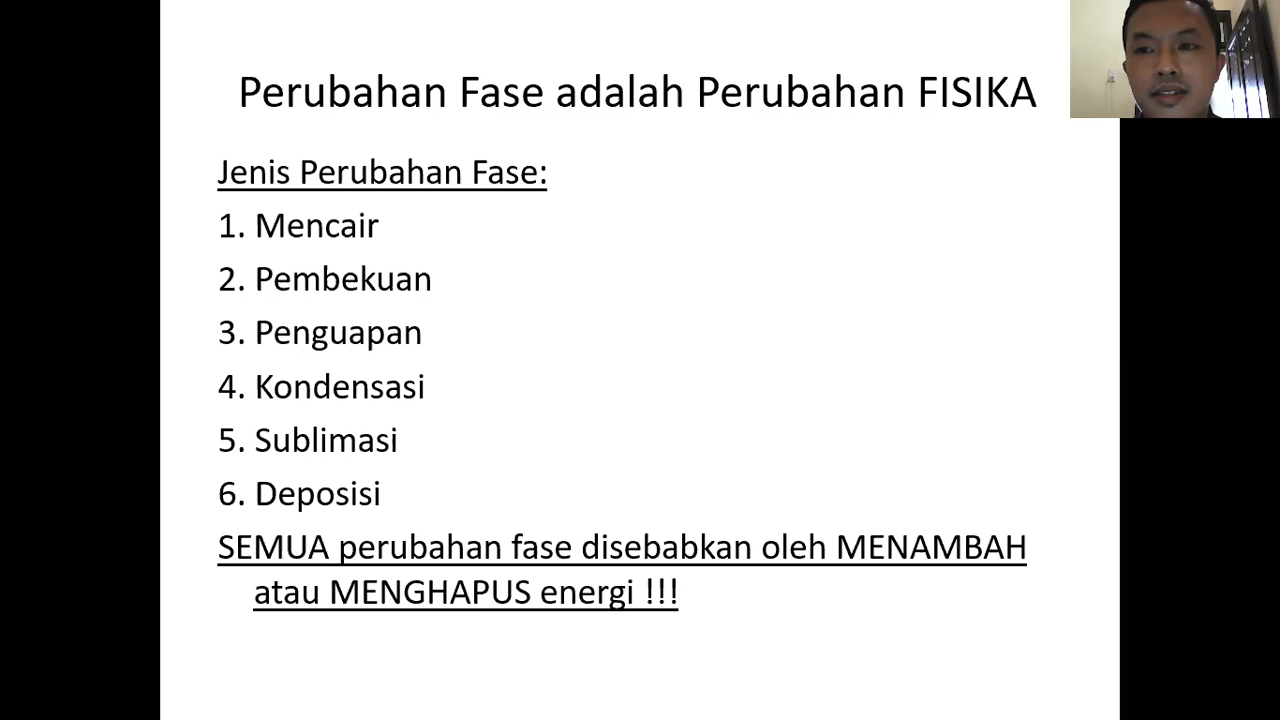 Perubahan Fase adalah Perubahan FISIKA
Jenis Perubahan Fase:
1. Mencair
2. Pembekuan
3. Penguapan
4. Kondensasi
5. Sublimasi
6. Deposisi
SEMUA perubahan fase disebabkan oleh MENAMBAH
atau MENGHAPUS energi !!!